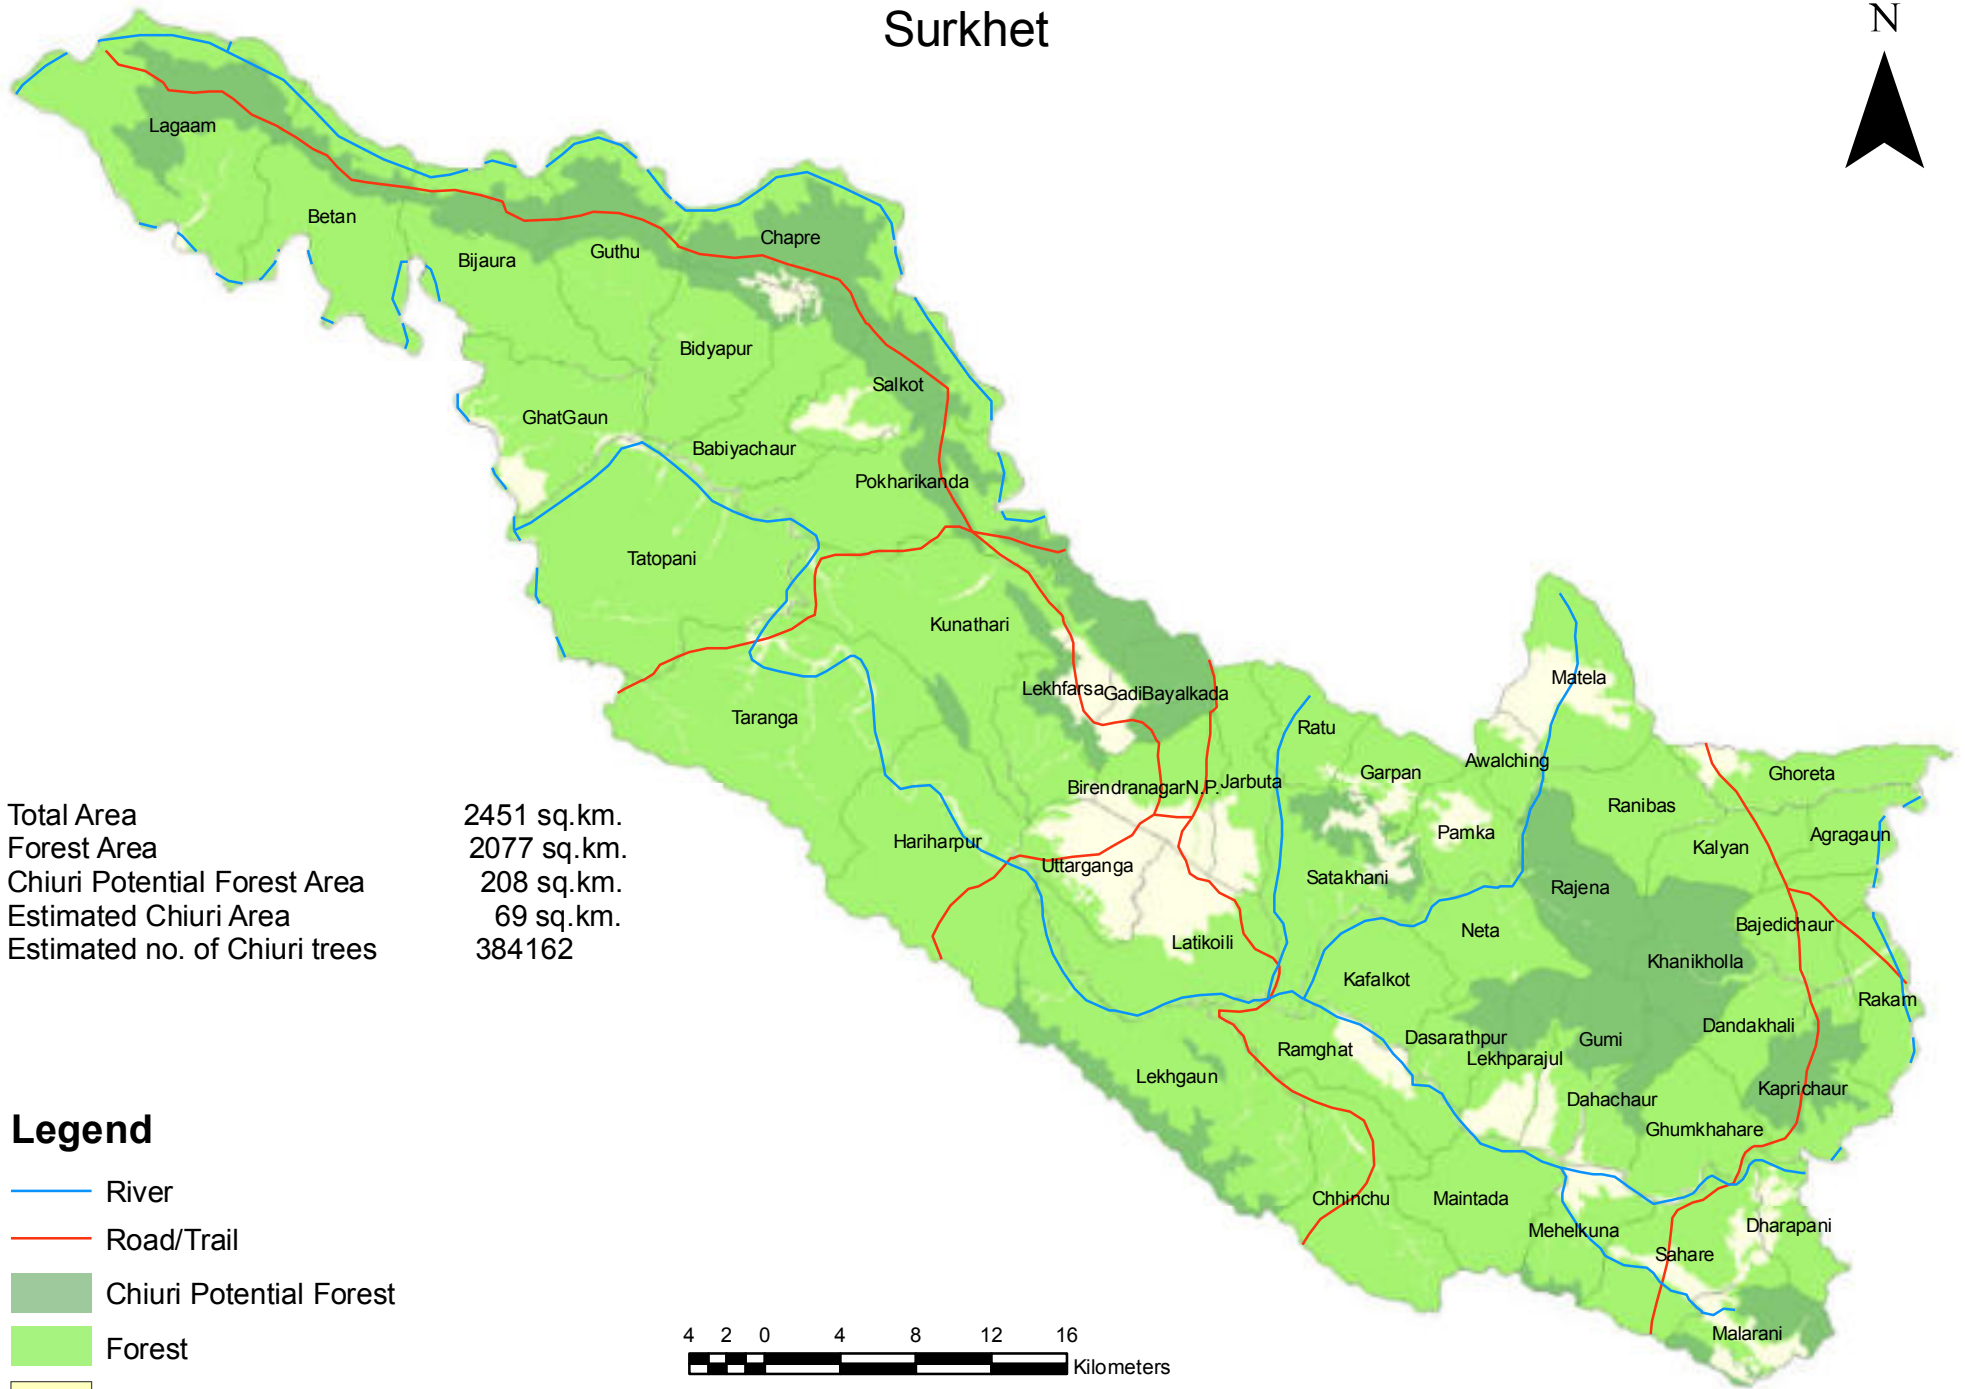 Surkhet
N
Lagaam
Betan
Bijaura
Guthu
Chapre
Bidyapur
Salkot
GhatGaun
Babiyachaur
Pokharikanda
Tatopani
Kunathari
Taranga
Lekhfarsa
GadiBayalkada
Matela
Ratu
Awalching
Garpan
Ghoreta
BirendranagarN.P.
Jarbuta
Ranibas
Pamka
Agragaun
Hariharpur
Kalyan
Uttarganga
Satakhani
Rajena
Bajedichaur
Neta
Latikoili
Khanikholla
Kafalkot
Rakam
Dandakhali
Dasarathpur
Gumi
Ramghat
Lekhparajul
Lekhgaun
Kaprichaur
Dahachaur
Ghumkhahare
Chhinchu
Maintada
Mehelkuna
Dharapani
Sahare
Malarani
Total Area 2451 sq.km.
Forest Area 2077 sq.km.
Chiuri Potential Forest Area 208 sq.km.
Estimated Chiuri Area 69 sq.km.
Estimated no. of Chiuri trees 384162
Legend
River
Road/Trail
Chiuri Potential Forest
Forest
4 2 0 4 8 12 16
Kilometers